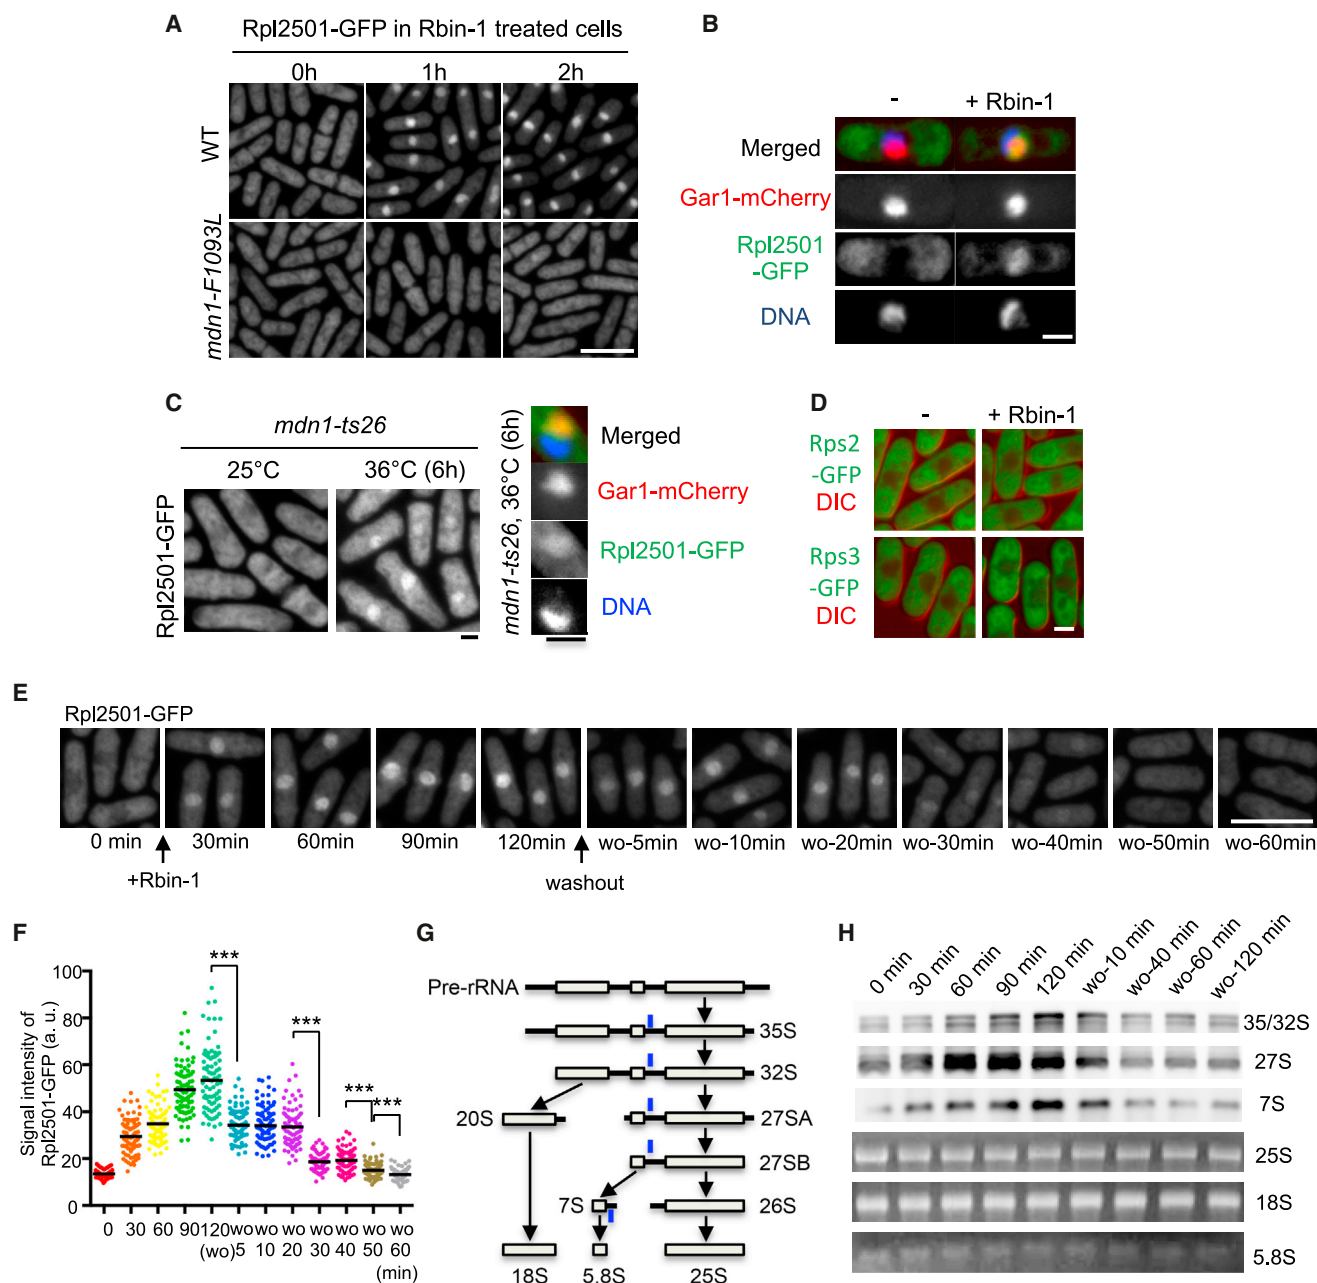 A
Rpl2501-GFP in Rbin-1 treated cells
0h 1h 2h
WT
mdn1-F1093L
B
- + Rbin-1
Merged
Gar1-mCherry
Rpl2501
-GFP
DNA
C
mdn1-ts26
25°C 36°C (6h)
Rpl2501-GFP
mdn1-ts26, 36°C (6h)
Merged
Gar1-mCherry
Rpl2501-GFP
DNA
D
- + Rbin-1
Rps2
-GFP
DIC
Rps3
-GFP
DIC
E
Rpl2501-GFP
0 min 30min 60min 90min 120min wo-5min wo-10min wo-20min wo-30min wo-40min wo-50min wo-60min
+Rbin-1 washout
F
Signal intensity of
Rpl2501-GFP (a. u.)
100
80
60
40
20
0
*** *** *** ***
0 30 60 90 120 wo wo wo wo wo wo wo
(wo) 5 10 20 30 40 50 60
(min)
G
Pre-rRNA
35S
32S
20S 27SA
27SB
7S 26S
18S 5.8S 25S
H
0 min 30 min 60 min 90 min 120 min wo-10 min wo-40 min wo-60 min wo-120 min
35/32S
27S
7S
25S
18S
5.8S